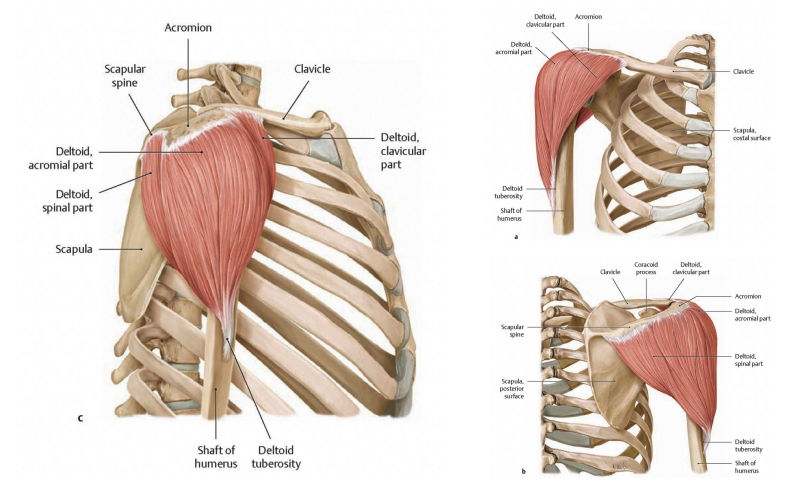 Acromion
Scapular
spine
Clavicle
Deltoid,
acromial part
Deltoid,
clavicular
part
Deltoid,
spinal part
Scapula
c
Shaft of
humerus
Deltoid
tuberosity
Deltoid,
clavicular part
Acromion
Deltoid,
acromial part
Clavicle
Scapula,
costal surface
Deltoid
tuberosity
Shaft of
humerus
a
Clavicle
Coracoid
process
Deltoid,
clavicular part
Acromion
Deltoid,
acromial part
Scapular
spine
Deltoid,
spinal part
Scapula,
posterior
surface
Deltoid
tuberosity
Shaft of
humerus
b